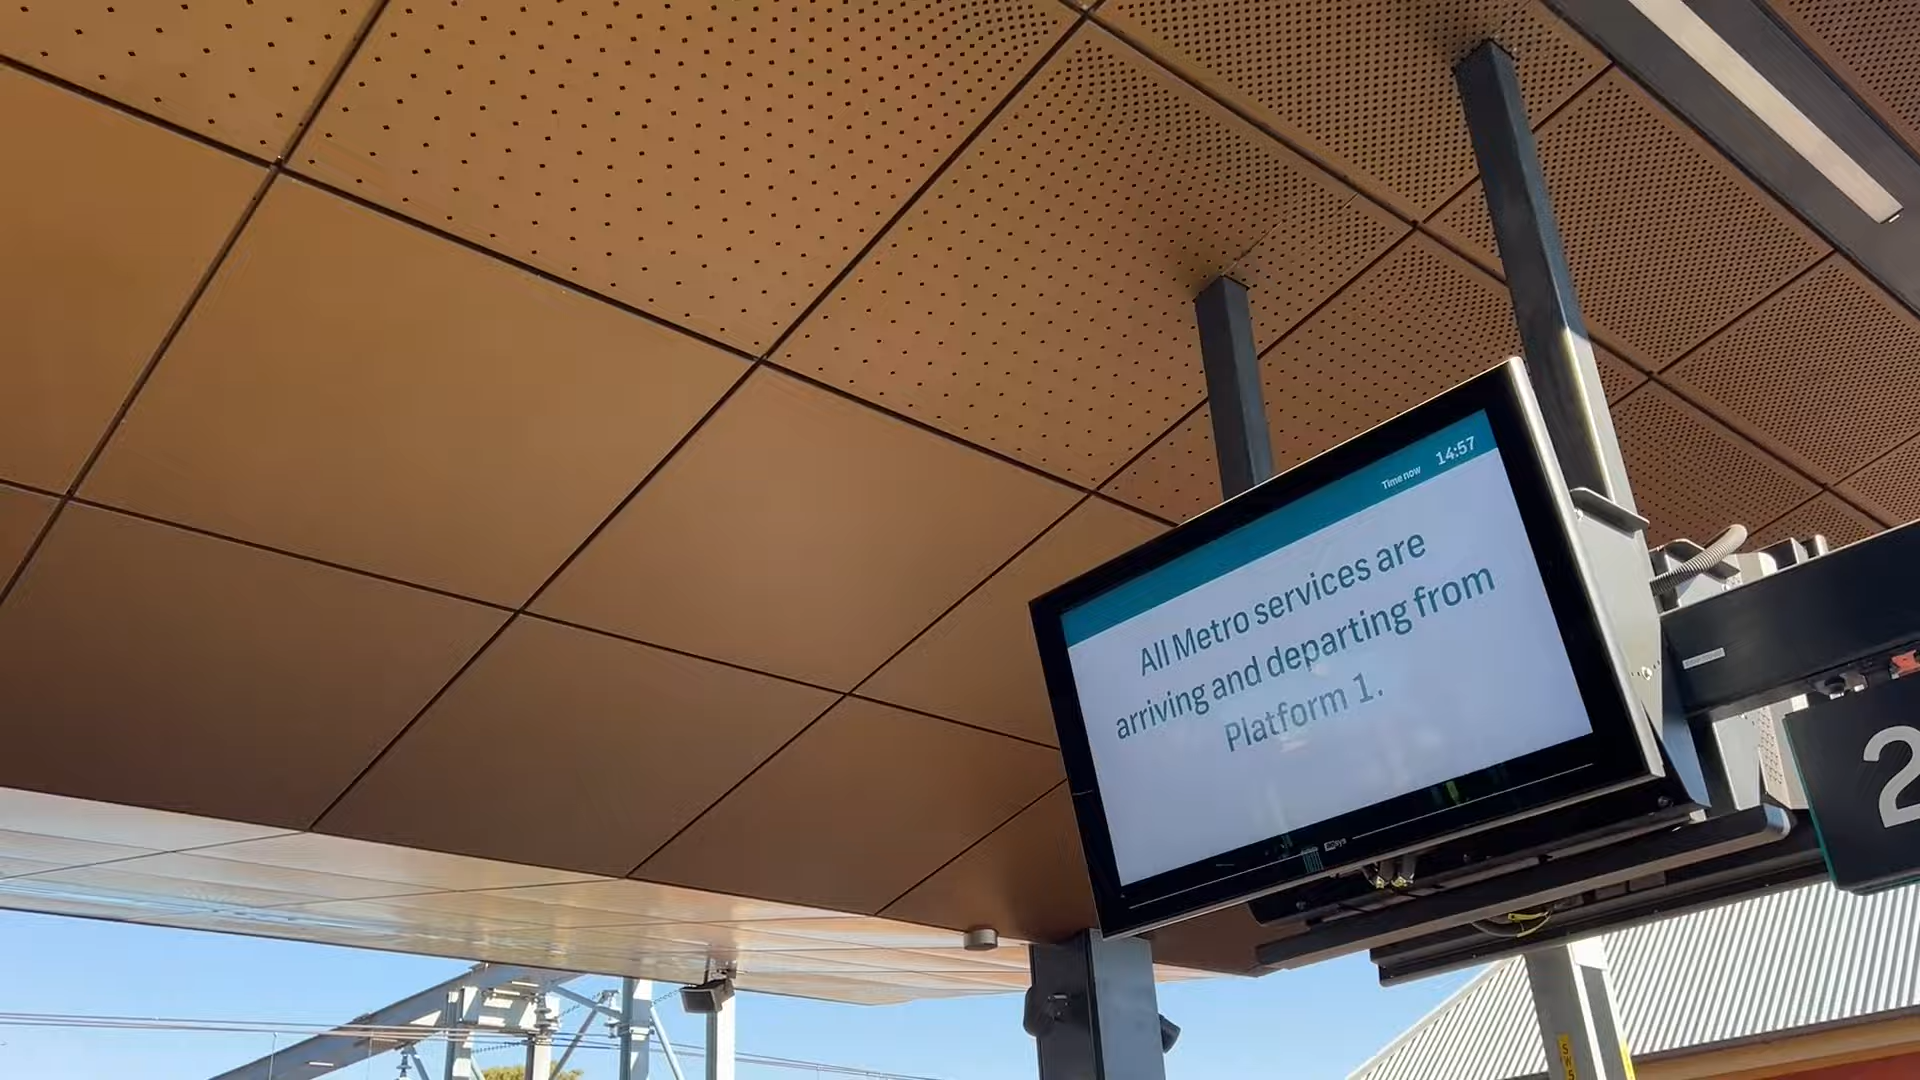 Time now 14:57
All Metro services are
arriving and departing from
Platform 1.
2